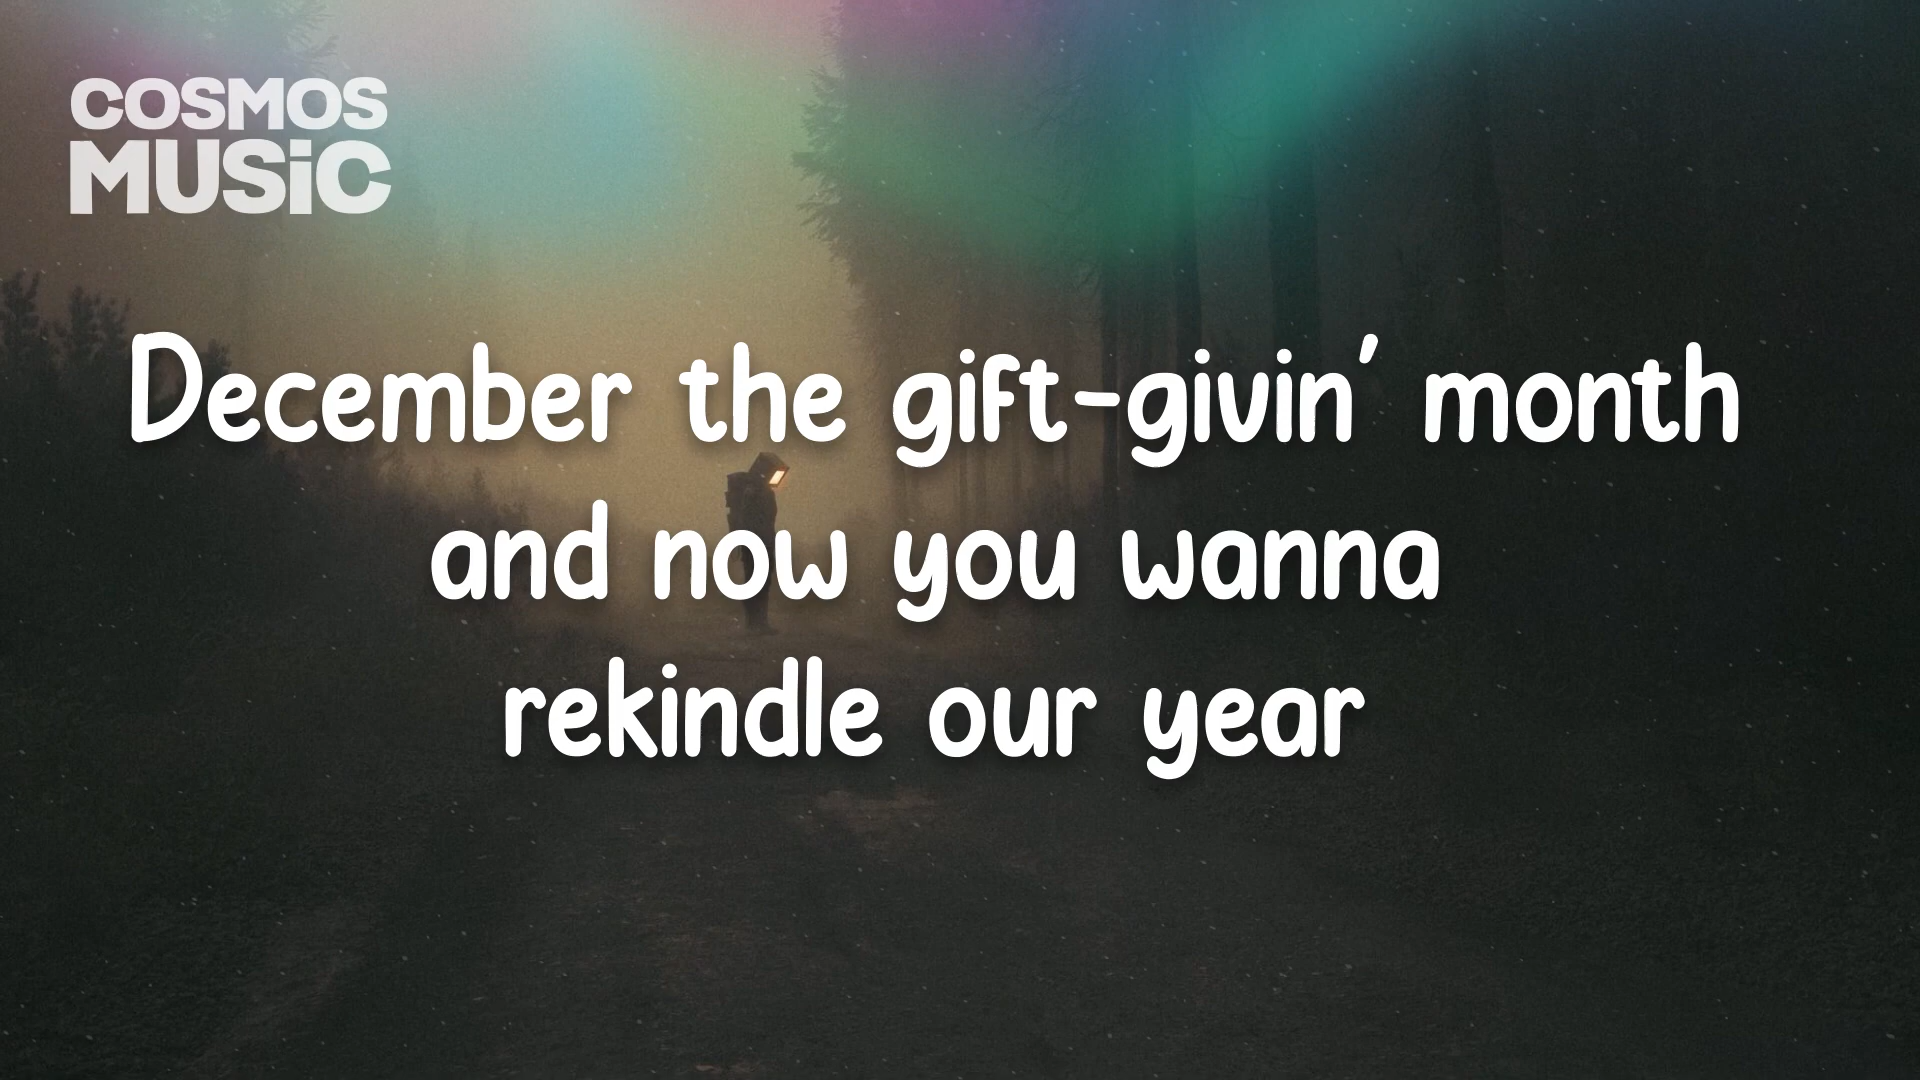 COSMOS
MUSiC
December the gift-givin' month
and now you wanna
rekindle our year